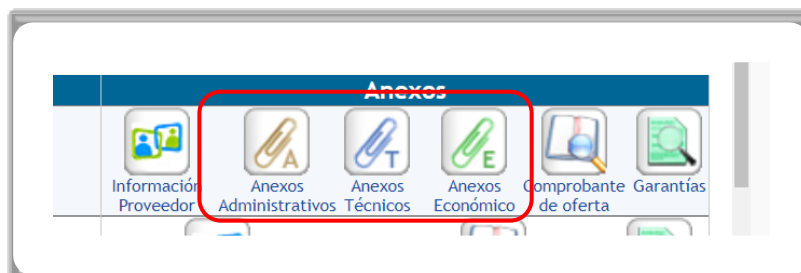 Anexos
Información Proveedor
Anexos Administrativos
Anexos Técnicos
Anexos Económico
Comprobante de oferta
Garantías
A
T
E